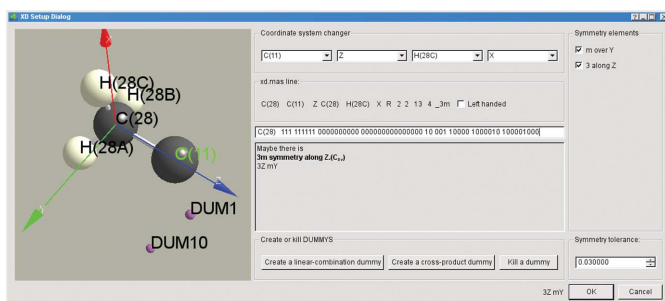 XD Setup Dialog
Coordinate system changer
Symmetry elements
C(11) Z H(28C) X
m over Y
3 along Z
xd.mas line:
C(28) C(11) Z C(28) H(28C) X R 2 2 13 4 _3m Left handed
C(28) 111 111111 0000000000 000000000000000 10 001 10000 1000010 100001000
Maybe there is
3m symmetry along Z.(C₃ᵥ)
3Z mY
H(28C)
H(28B)
C(28)
H(28A)
C(11)
DUM1
DUM10
Create or kill DUMMYS
Create a linear-combination dummy Create a cross-product dummy Kill a dummy
Symmetry tolerance:
0.030000
3Z mY OK Cancel